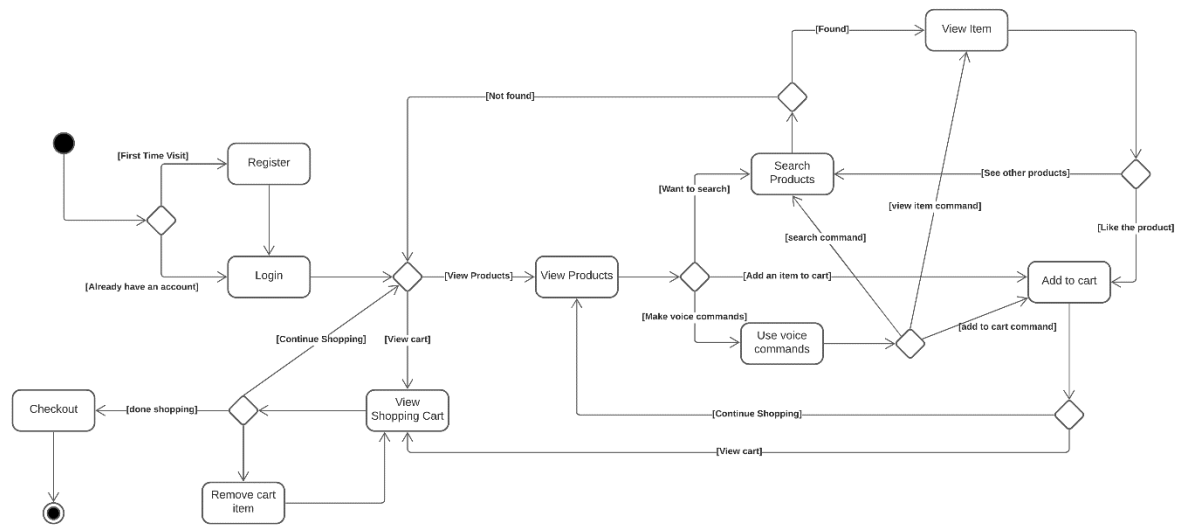 [Found]
View Item
[Not found]
[First Time Visit]
Register
Search
Products
[See other products]
[Want to search]
[view item command]
[Like the product]
[search command]
Login
[View Products]
View Products
[Add an item to cart]
Add to cart
[Already have an account]
[Make voice commands]
Use voice
commands
[add to cart command]
[Continue Shopping]
[View cart]
Checkout
[done shopping]
View
Shopping Cart
[Continue Shopping]
[View cart]
Remove cart
item